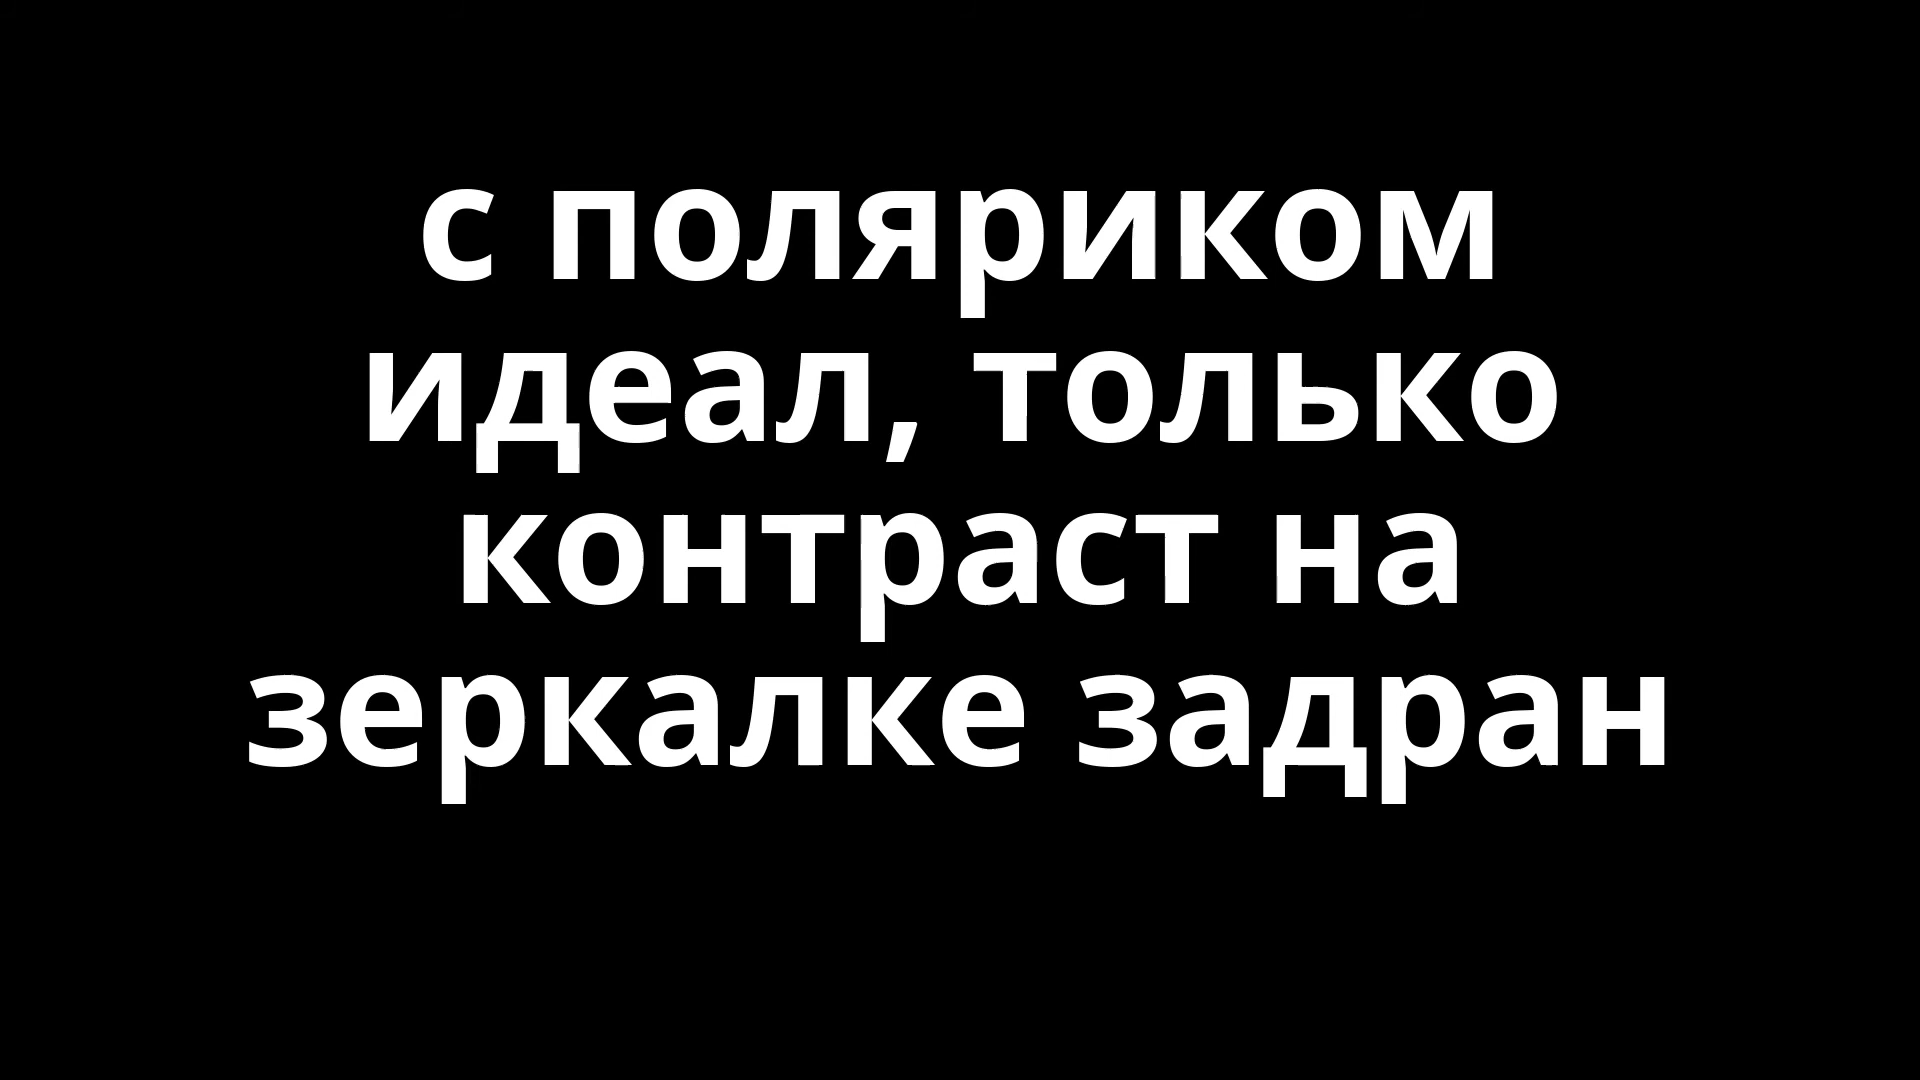 с поляриком
идеал, только
контраст на
зеркалке задран